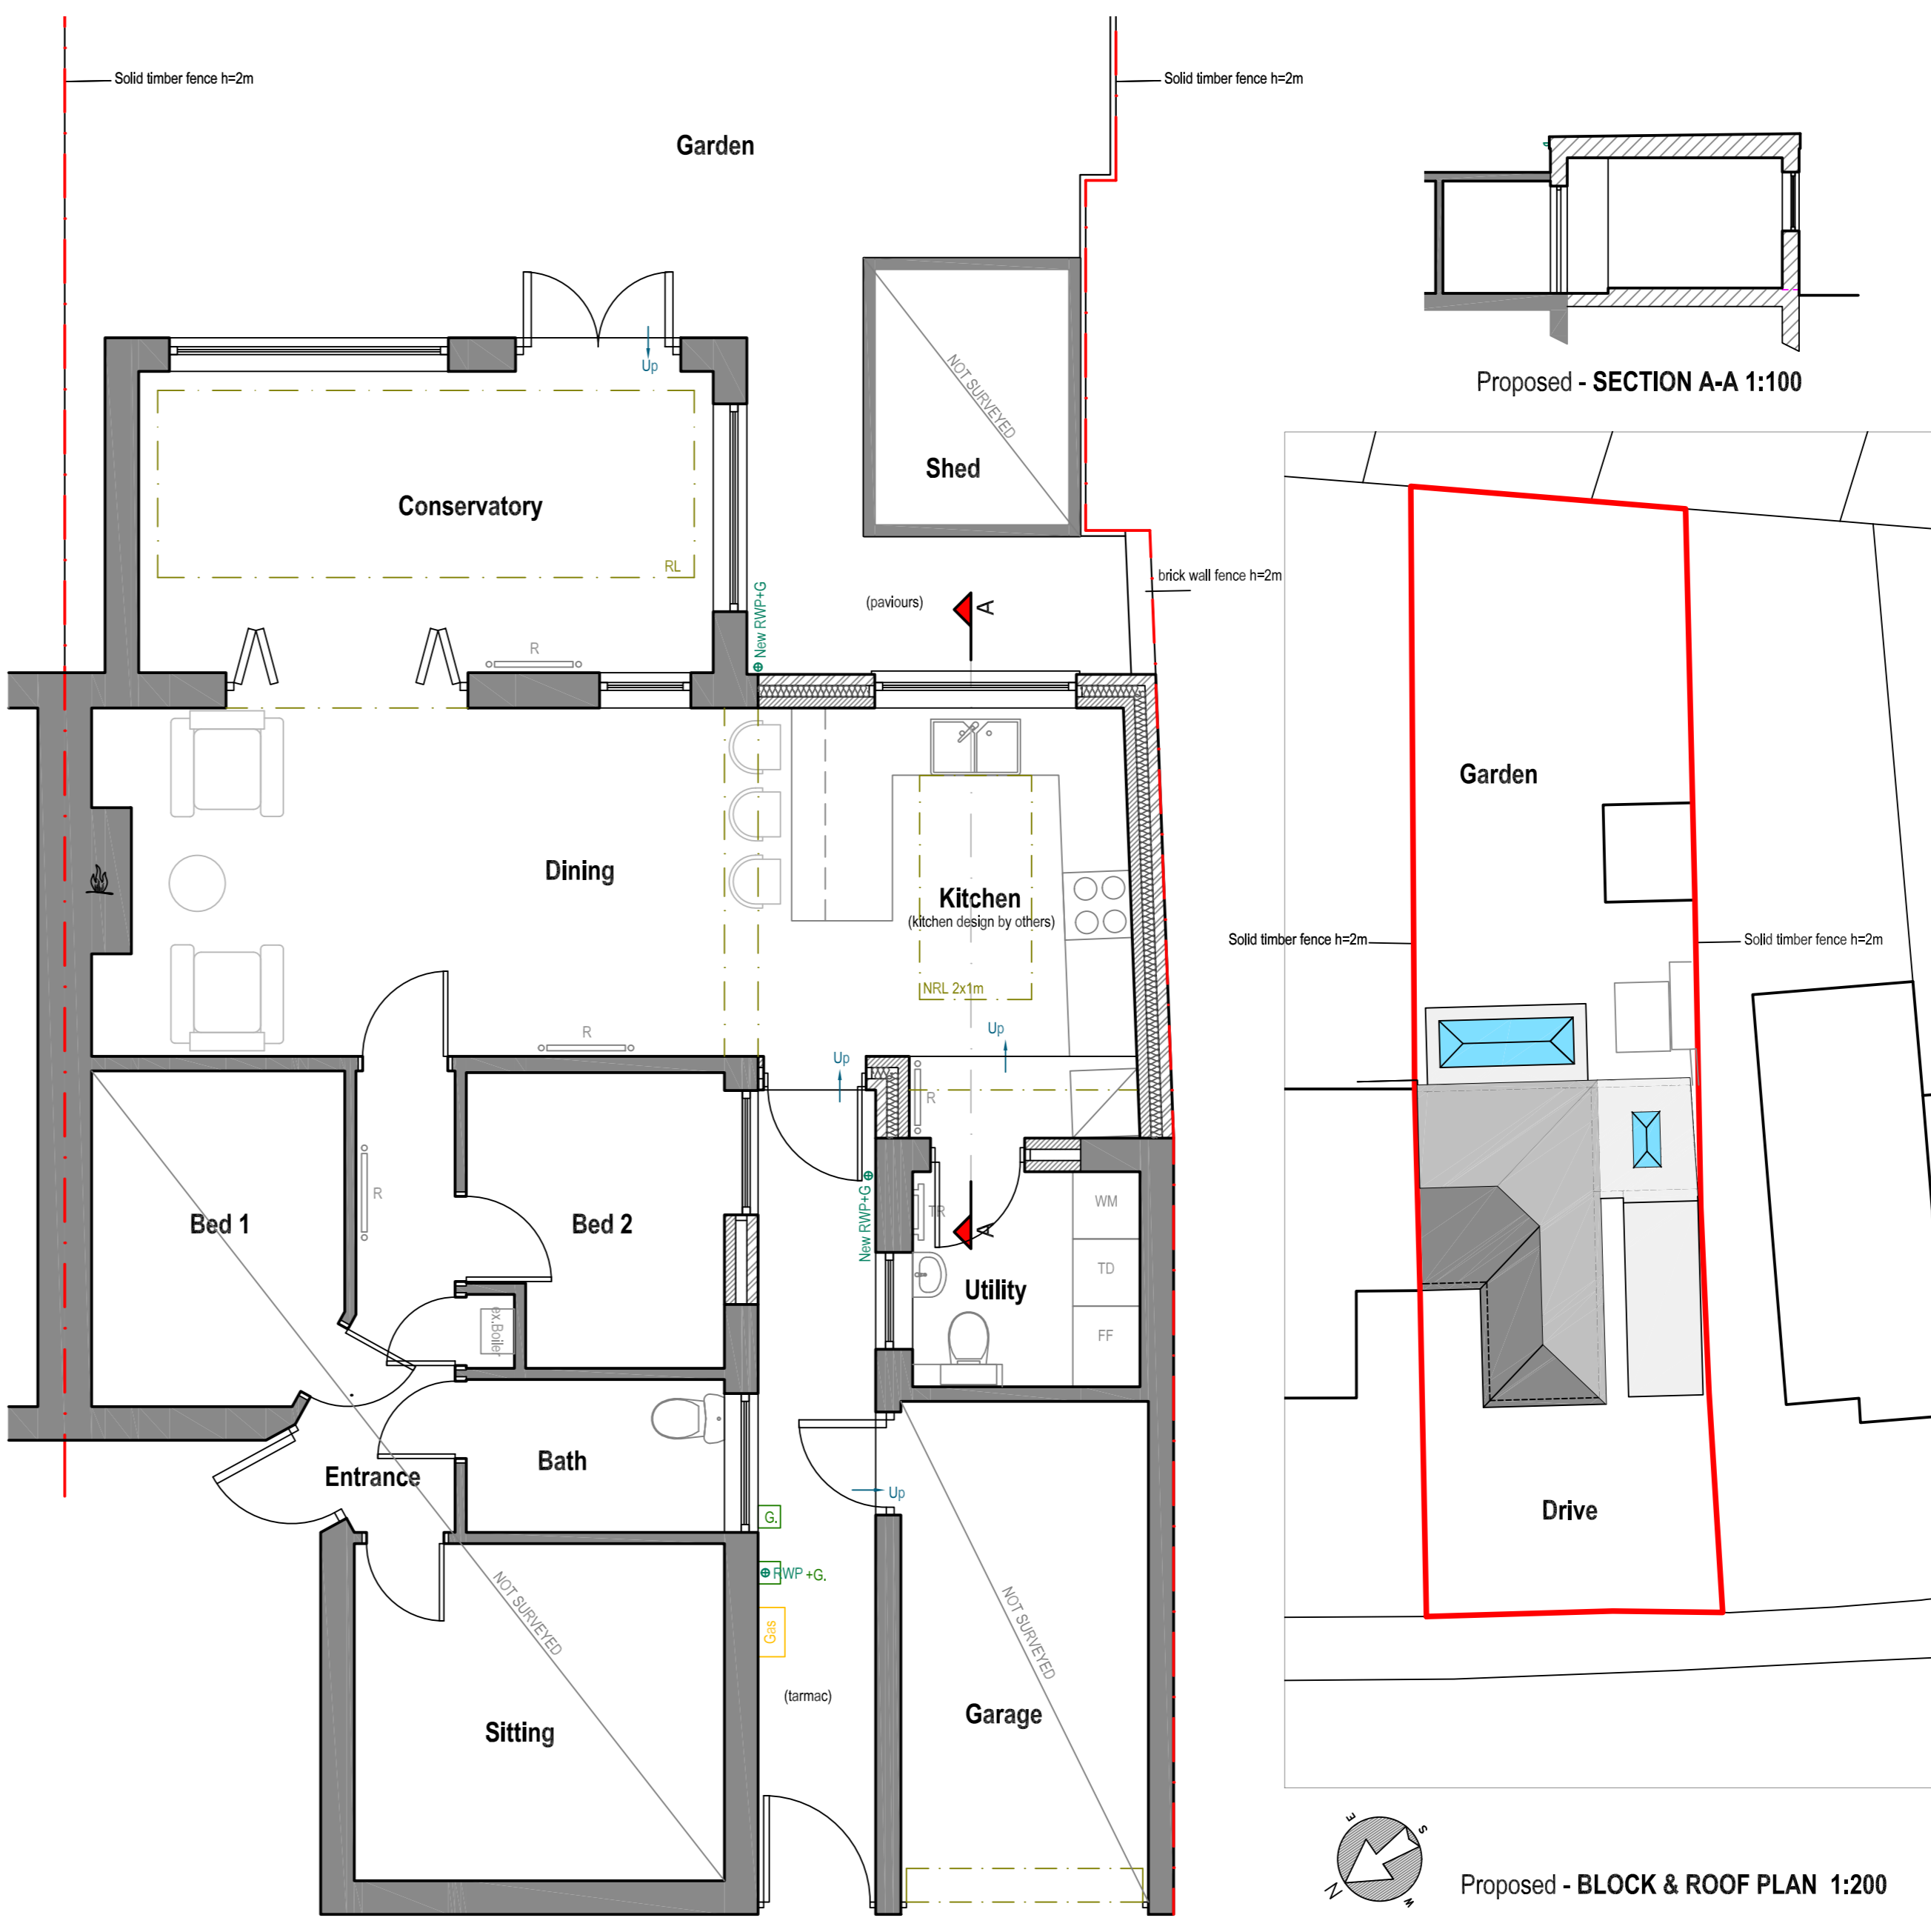 Solid timber fence h=2m
Solid timber fence h=2m
Garden
Up
NOT SURVEYED
Shed
Conservatory
RL
Proposed - SECTION A-A 1:100
brick wall fence h=2m
(paviours)
A
New RWP+G
R
Dining
Kitchen
(kitchen design by others)
NRL 2x1m
R
Up
Up
R
Bed 1
R
Bed 2
New RWP+G
TR
A
WM
TD
FF
Utility
ex.Boiler
Entrance
Bath
Up
G.
RWP +G.
Gas
NOT SURVEYED
NOT SURVEYED
(tarmac)
Sitting
Garage
Garden
Solid timber fence h=2m
Solid timber fence h=2m
Drive
E
S
N
W
Proposed - BLOCK & ROOF PLAN 1:200